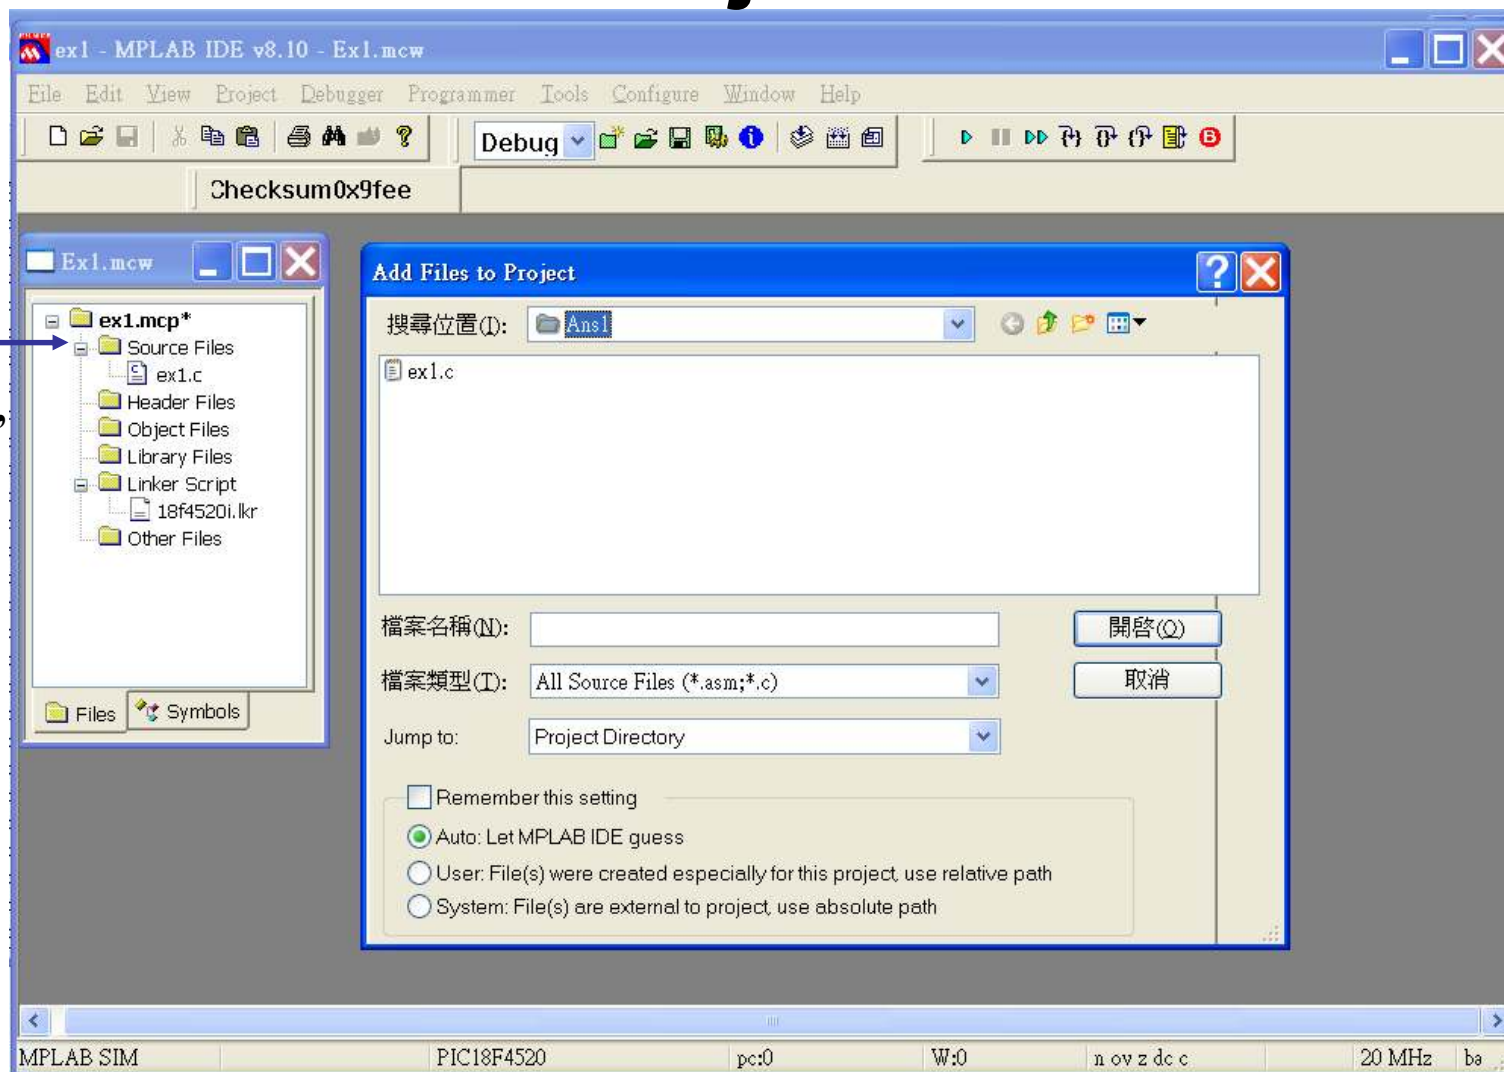 ex1 - MPLAB IDE v8.10 - Ex1.mcw
File Edit View Project Debugger Programmer Tools Configure Window Help
Debug
Checksum0x9fee
Ex1.mcw
ex1.mcp*
Source Files
ex1.c
Header Files
Object Files
Library Files
Linker Script
18f4520i.lkr
Other Files
Files Symbols
Add Files to Project
搜尋位置(I): Ans1
ex1.c
檔案名稱(N): 開啓(O)
檔案類型(T): All Source Files (*.asm;*.c) 取消
Jump to: Project Directory
Remember this setting
Auto: Let MPLAB IDE guess
User: File(s) were created especially for this project, use relative path
System: File(s) are external to project, use absolute path
MPLAB SIM PIC18F4520 pc:0 W:0 n ov z dc c 20 MHz